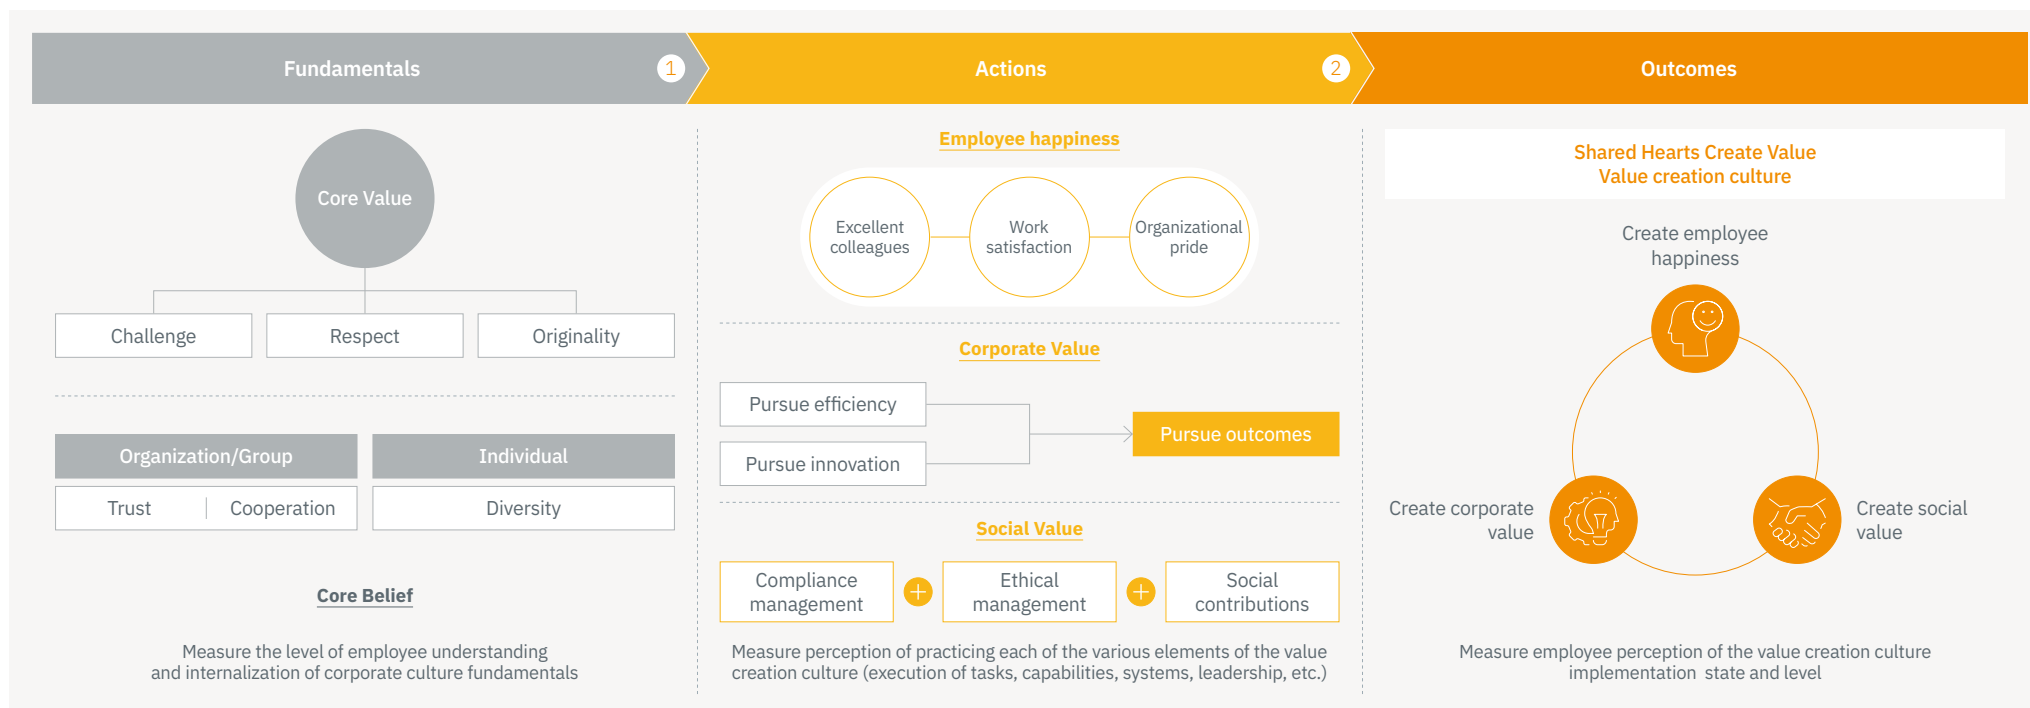 Fundamentals
1
Actions
2
Outcomes
Core Value
Challenge
Respect
Originality
Organization/Group
Individual
Trust
Cooperation
Diversity
Core Belief
Measure the level of employee understanding
and internalization of corporate culture fundamentals
Employee happiness
Excellent
colleagues
Work
satisfaction
Organizational
pride
Corporate Value
Pursue efficiency
Pursue innovation
Pursue outcomes
Social Value
Compliance
management
+
Ethical
management
+
Social
contributions
Measure perception of practicing each of the various elements of the value
creation culture (execution of tasks, capabilities, systems, leadership, etc.)
Shared Hearts Create Value
Value creation culture
Create employee
happiness
Create corporate
value
Create social
value
Measure employee perception of the value creation culture
implementation state and level